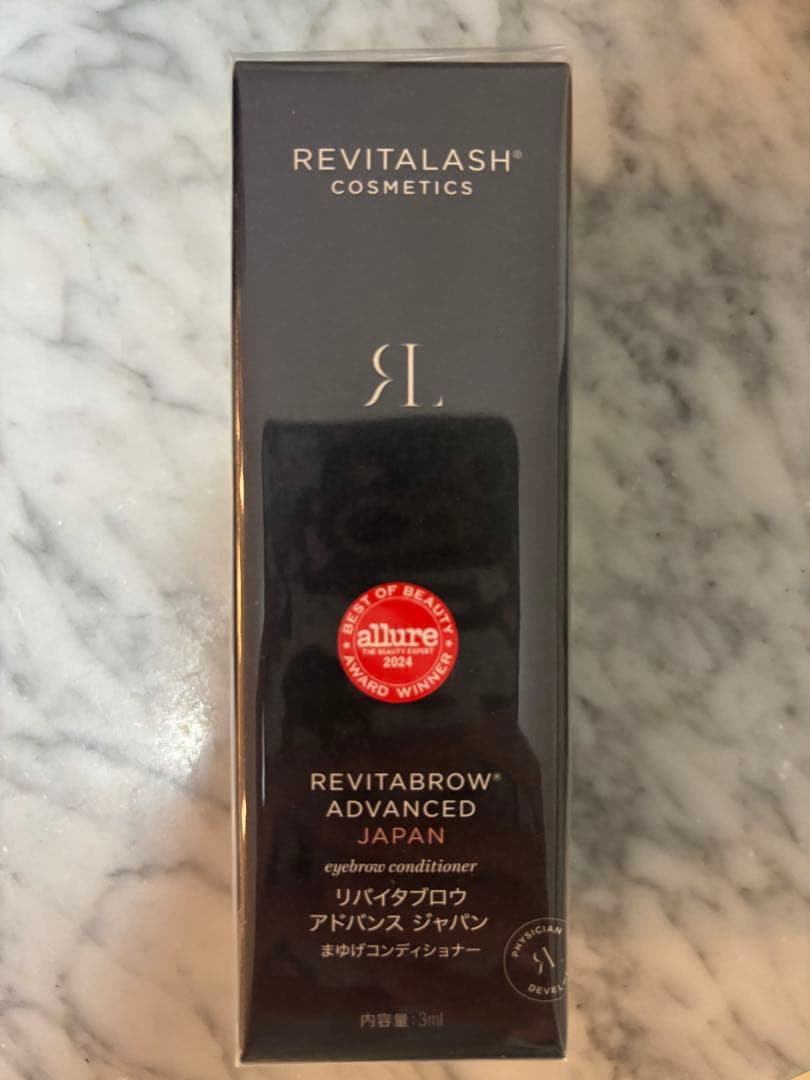 REVITALASH®
COSMETICS
RL
BEST OF BEAUTY
allure
THE BEAUTY EXPERT
2024
AWARD WINNER
REVITABROW®
ADVANCED
JAPAN
eyebrow conditioner
リバイタブロウ
アドバンス ジャパン
まゆげコンディショナー
PHYSICIAN
RL
DEVEL
内容量:3ml